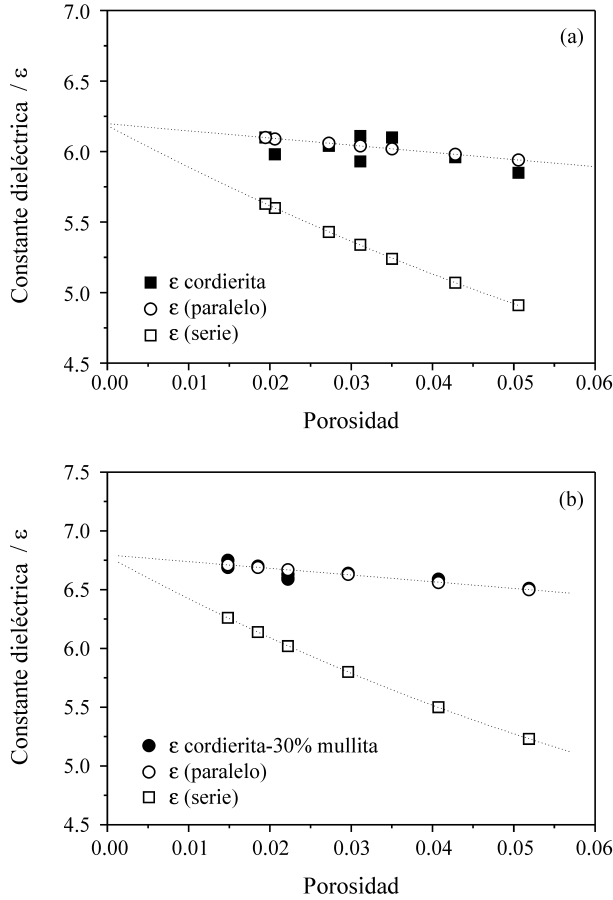 7.0
(a)
6.5
6.0
5.5
5.0
4.5
Constante dieléctrica / ε
ε cordierita
ε (paralelo)
ε (serie)
0.00 0.01 0.02 0.03 0.04 0.05 0.06
Porosidad
7.5
(b)
7.0
6.5
6.0
5.5
5.0
4.5
Constante dieléctrica / ε
ε cordierita-30% mullita
ε (paralelo)
ε (serie)
0.00 0.01 0.02 0.03 0.04 0.05 0.06
Porosidad